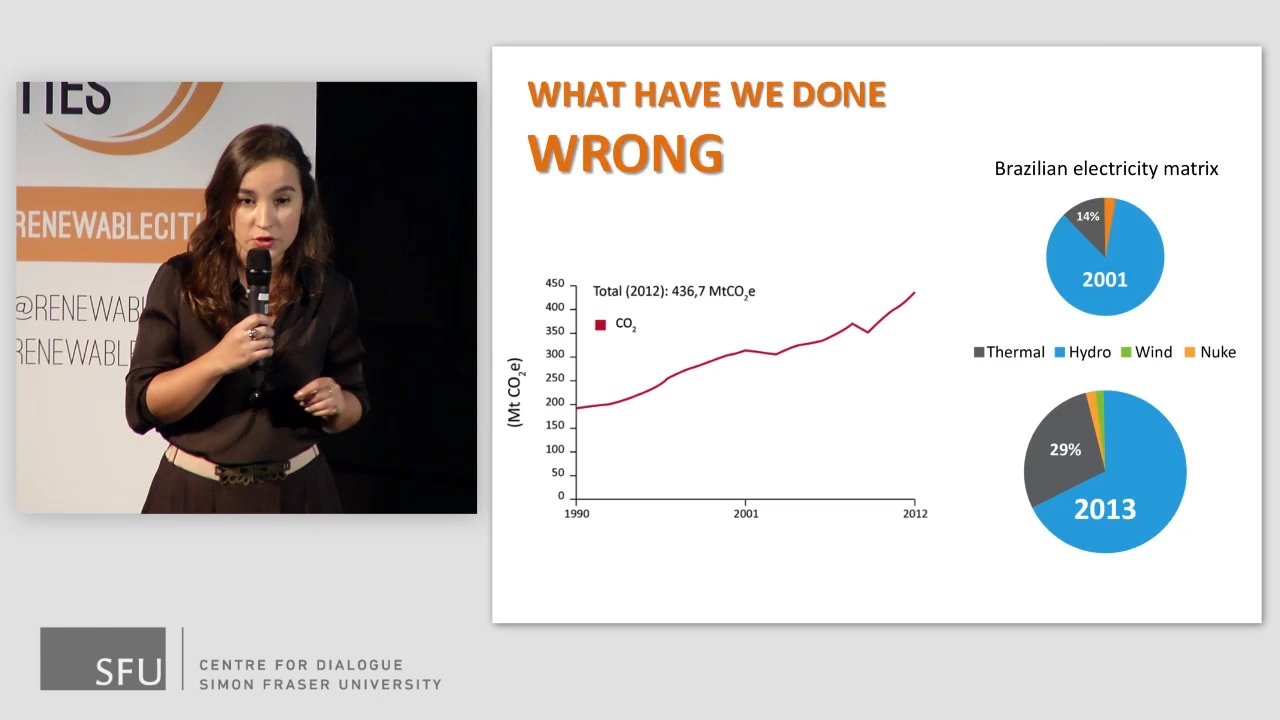 TIES
RENEWABLECITI
@RENEWABL
RENEWABLE
WHAT HAVE WE DONE
WRONG
Brazilian electricity matrix
14%
2001
Thermal Hydro Wind Nuke
29%
2013
Total (2012): 436,7 MtCO₂e
CO₂
(Mt CO₂e)
450
400
350
300
250
200
150
100
50
0
1990 2001 2012
SFU
CENTRE FOR DIALOGUE
SIMON FRASER UNIVERSITY